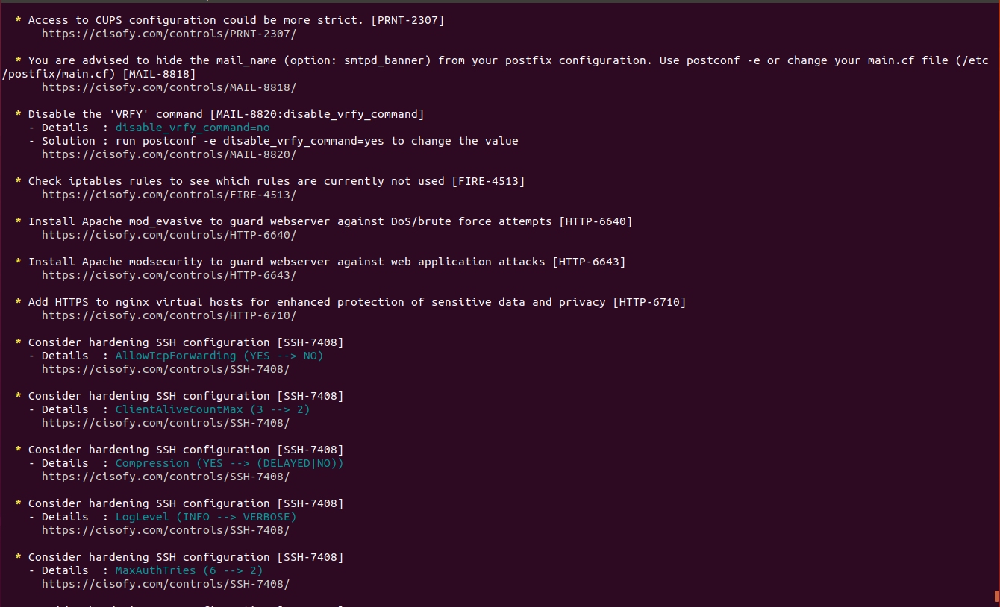 * Access to CUPS configuration could be more strict. [PRNT-2307]
https://cisofy.com/controls/PRNT-2307/
* You are advised to hide the mail_name (option: smtpd_banner) from your postfix configuration. Use postconf -e or change your main.cf file (/etc
/postfix/main.cf) [MAIL-8818]
https://cisofy.com/controls/MAIL-8818/
* Disable the 'VRFY' command [MAIL-8820:disable_vrfy_command]
- Details  : disable_vrfy_command=no
- Solution : run postconf -e disable_vrfy_command=yes to change the value
https://cisofy.com/controls/MAIL-8820/
* Check iptables rules to see which rules are currently not used [FIRE-4513]
https://cisofy.com/controls/FIRE-4513/
* Install Apache mod_evasive to guard webserver against DoS/brute force attempts [HTTP-6640]
https://cisofy.com/controls/HTTP-6640/
* Install Apache modsecurity to guard webserver against web application attacks [HTTP-6643]
https://cisofy.com/controls/HTTP-6643/
* Add HTTPS to nginx virtual hosts for enhanced protection of sensitive data and privacy [HTTP-6710]
https://cisofy.com/controls/HTTP-6710/
* Consider hardening SSH configuration [SSH-7408]
- Details  : AllowTcpForwarding (YES --> NO)
https://cisofy.com/controls/SSH-7408/
* Consider hardening SSH configuration [SSH-7408]
- Details  : ClientAliveCountMax (3 --> 2)
https://cisofy.com/controls/SSH-7408/
* Consider hardening SSH configuration [SSH-7408]
- Details  : Compression (YES --> (DELAYED|NO))
https://cisofy.com/controls/SSH-7408/
* Consider hardening SSH configuration [SSH-7408]
- Details  : LogLevel (INFO --> VERBOSE)
https://cisofy.com/controls/SSH-7408/
* Consider hardening SSH configuration [SSH-7408]
- Details  : MaxAuthTries (6 --> 2)
https://cisofy.com/controls/SSH-7408/